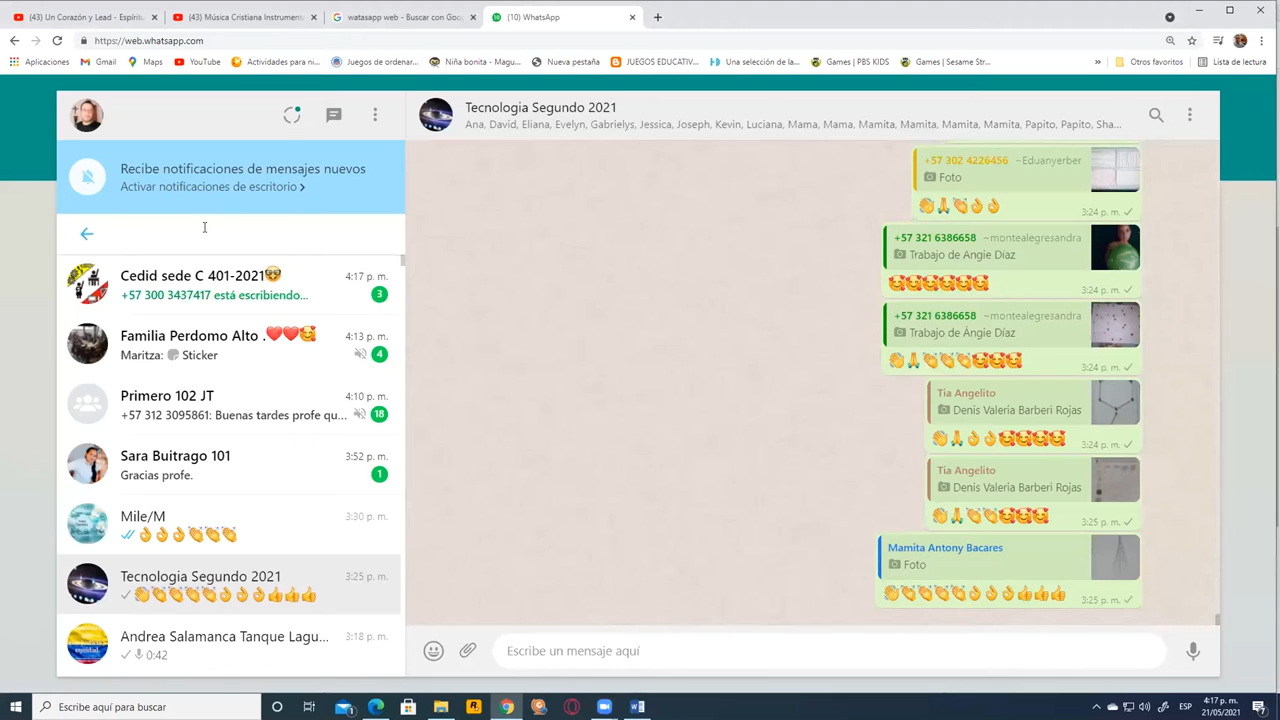 (43) Un Corazón y Lead - Espírit
(43) Música Cristiana Instrument
watasapp web - Buscar con Goog
(10) WhatsApp
https://web.whatsapp.com
Aplicaciones
Gmail
Maps
YouTube
Actividades para ni...
Juegos de ordenar...
Niña bonita - Magu...
Nueva pestaña
JUEGOS EDUCATIV...
Una selección de la...
Games | PBS KIDS
Games | Sesame Str...
»
Otros favoritos
Lista de lectura
Recibe notificaciones de mensajes nuevos
Activar notificaciones de escritorio >
Cedid sede C 401-2021🤓
4:17 p. m.
+57 300 3437417 está escribiendo...
3
Familia Perdomo Alto .❤️❤️🥰
4:13 p. m.
Maritza: Sticker
4
Primero 102 JT
4:10 p. m.
+57 312 3095861: Buenas tardes profe qu...
18
Sara Buitrago 101
3:52 p. m.
Gracias profe.
1
Mile/M
3:30 p. m.
👌👌👌👏👏👏
Tecnologia Segundo 2021
3:25 p. m.
👏👏👏👏👏👌👌👌👍👍👍
Andrea Salamanca Tanque Lagu...
3:18 p. m.
0:42
Tecnologia Segundo 2021
Ana, David, Eliana, Evelyn, Gabrielys, Jessica, Joseph, Kevin, Luciana, Mama, Mama, Mamita, Mamita, Mamita, Mamita, Papito, Papito, Sha...
+57 302 4226456 ~Eduanyerber
Foto
👏🙏👏👌👌
3:24 p. m.
+57 321 6386658 ~montealegresandra
Trabajo de Angie Díaz
🥰🥰🥰🥰🥰🥰
3:24 p. m.
+57 321 6386658 ~montealegresandra
Trabajo de Ángie Díaz
👏🙏👏👏👏🥰🥰🥰
3:24 p. m.
Tia Angelito
Denis Valeria Barberi Rojas
👏🙏👌👌🥰🥰🥰🥰
3:24 p. m.
Tia Angelito
Denis Valeria Barberi Rojas
👏🙏👏👏🥰🥰🥰
3:25 p. m.
Mamita Antony Bacares
Foto
👏👏👏👏👏👌👌👌👍👍👍
3:25 p. m.
Escribe un mensaje aquí
Escribe aquí para buscar
ESP
4:17 p. m.
21/05/2021